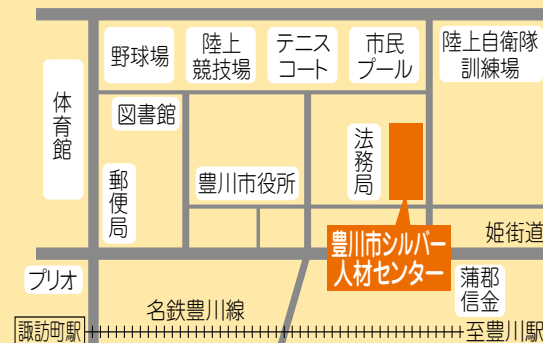 野球場
陸上
競技場
テニス
コート
市民
プール
陸上自衛隊
訓練場
体育館
図書館
郵便局
豊川市役所
法務局
姫街道
豊川市シルバー
人材センター
プリオ
蒲郡
信金
名鉄豊川線
諏訪町駅
至豊川駅